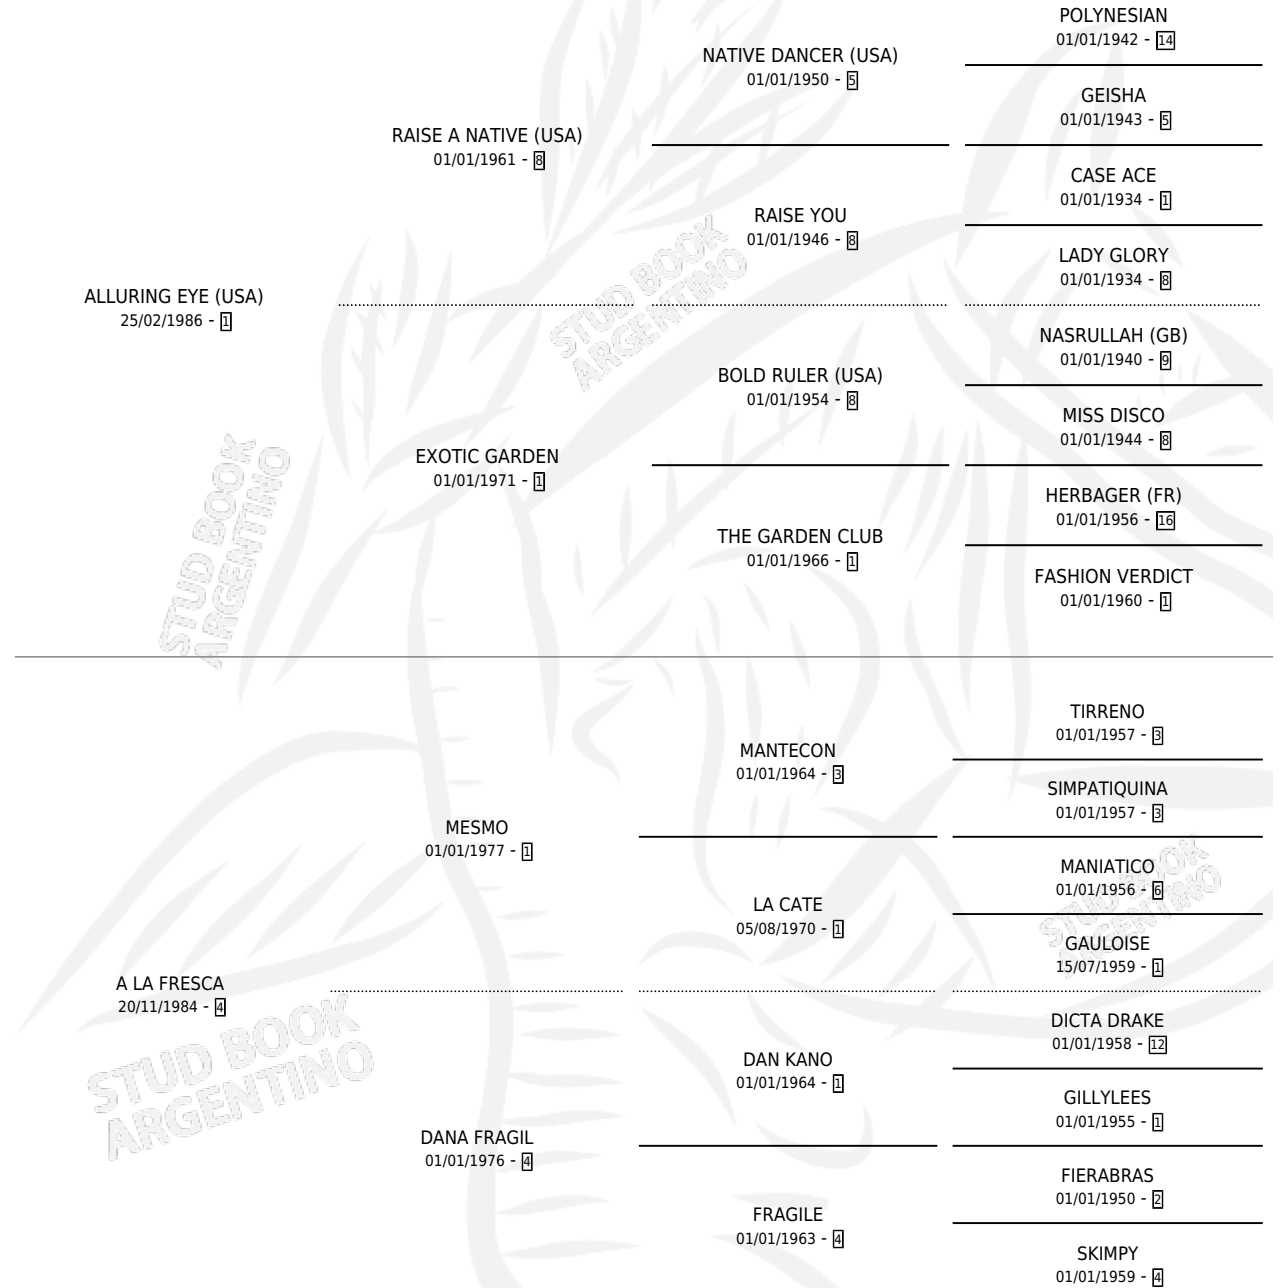 POLYNESIAN
01/01/1942 - 14
NATIVE DANCER (USA)
01/01/1950 - 5
GEISHA
01/01/1943 - 5
RAISE A NATIVE (USA)
01/01/1961 - 8
CASE ACE
01/01/1934 - 1
RAISE YOU
01/01/1946 - 8
LADY GLORY
01/01/1934 - 8
ALLURING EYE (USA)
25/02/1986 - 1
STUD BOOK
ARGENTINO
NASRULLAH (GB)
01/01/1940 - 9
BOLD RULER (USA)
01/01/1954 - 8
MISS DISCO
01/01/1944 - 8
EXOTIC GARDEN
01/01/1971 - 1
HERBAGER (FR)
01/01/1956 - 16
THE GARDEN CLUB
01/01/1966 - 1
FASHION VERDICT
01/01/1960 - 1
STUD BOOK
ARGENTINO
TIRRENO
01/01/1957 - 3
MANTECON
01/01/1964 - 3
SIMPATIQUINA
01/01/1957 - 3
MESMO
01/01/1977 - 1
MANIATICO
01/01/1956 - 6
LA CATE
05/08/1970 - 1
STUD BOOK
ARGENTINO
GAULOISE
15/07/1959 - 1
A LA FRESCA
20/11/1984 - 4
DICTA DRAKE
01/01/1958 - 12
DAN KANO
01/01/1964 - 1
STUD BOOK
ARGENTINO
GILLYLEES
01/01/1955 - 1
DANA FRAGIL
01/01/1976 - 4
FIERABRAS
01/01/1950 - 2
FRAGILE
01/01/1963 - 4
SKIMPY
01/01/1959 - 4